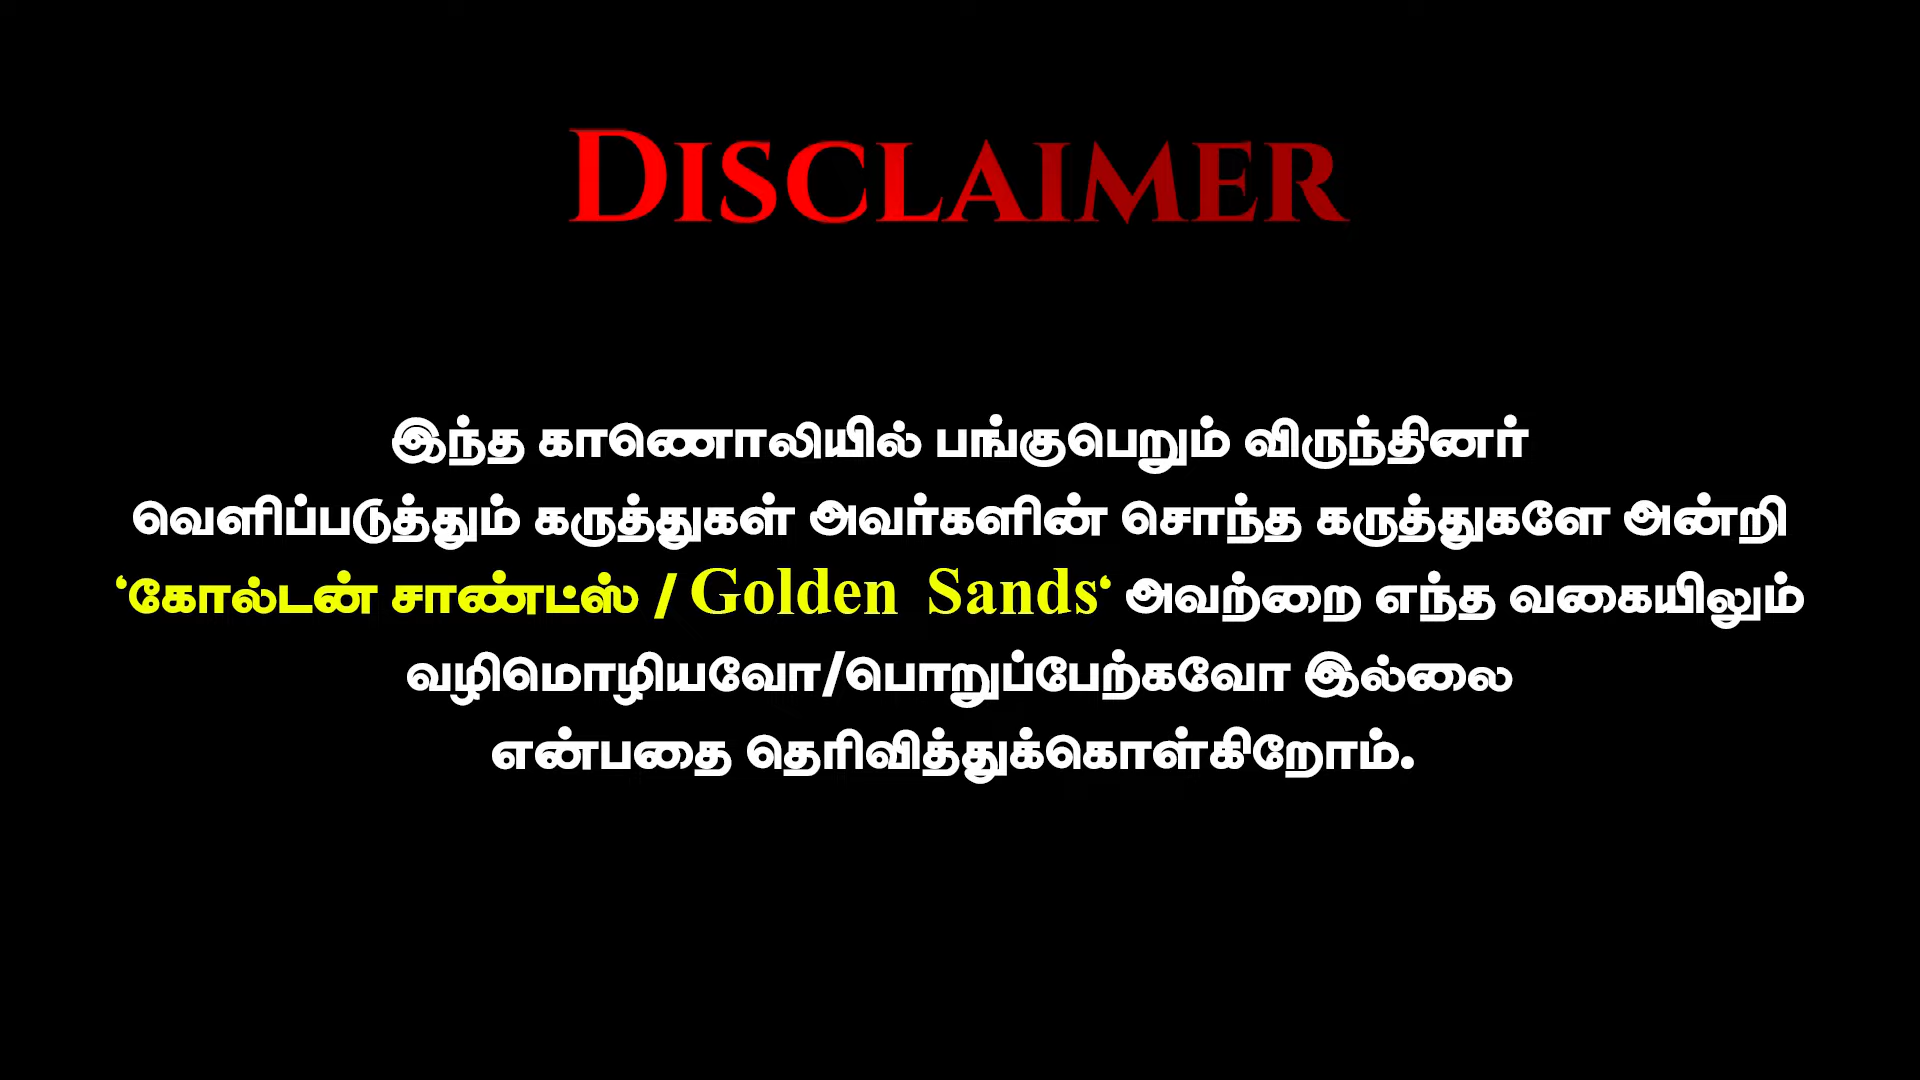 DISCLAIMER
இந்த காணொலியில் பங்குபெறும் விருந்தினர்
வெளிப்படுத்தும் கருத்துகள் அவர்களின் சொந்த கருத்துகளே அன்றி
‘கோல்டன் சாண்ட்ஸ் / Golden Sands‘ அவற்றை எந்த வகையிலும்
வழிமொழியவோ/பொறுப்பேற்கவோ இல்லை
என்பதை தெரிவித்துக்கொள்கிறோம்.